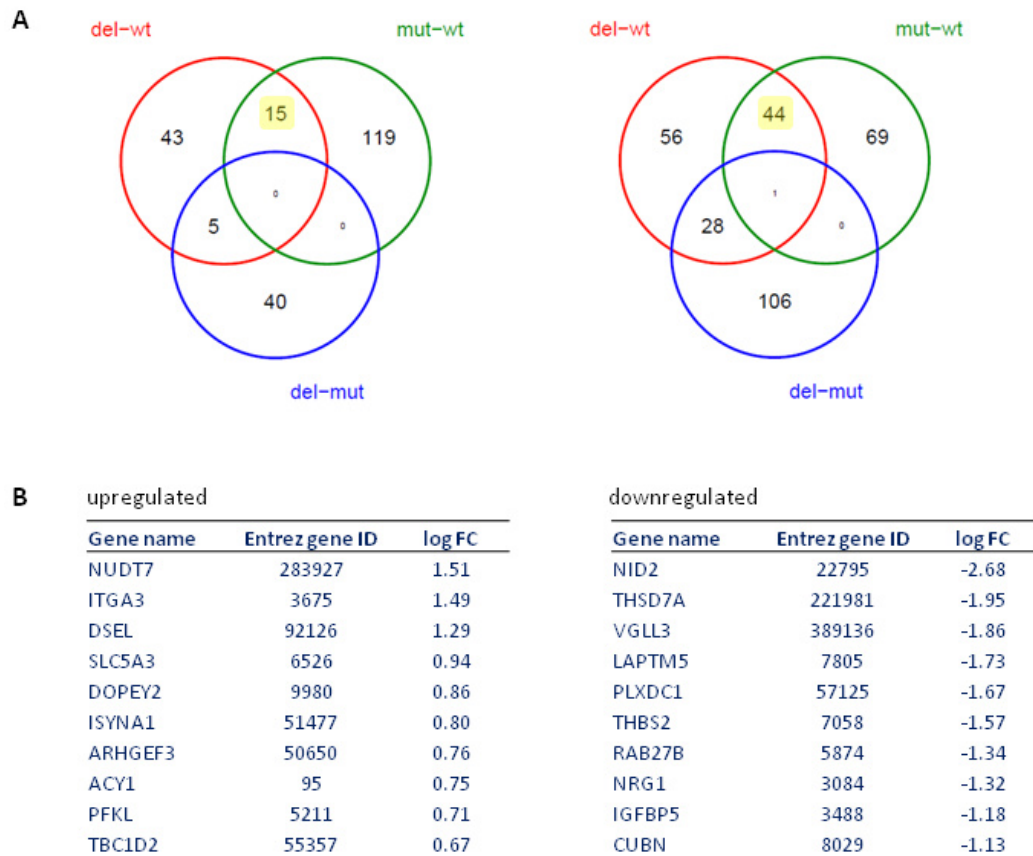 A
del-wt mut-wt del-wt mut-wt
15 44
43 119 56 69
0 1
5 0 28 0
40 106
del-mut del-mut
B upregulated downregulated
Gene name Entrez gene ID log FC Gene name Entrez gene ID log FC
NUDT7 283927 1.51 NID2 22795 -2.68
ITGA3 3675 1.49 THSD7A 221981 -1.95
DSEL 92126 1.29 VGLL3 389136 -1.86
SLC5A3 6526 0.94 LAPTM5 7805 -1.73
DOPEY2 9980 0.86 PLXDC1 57125 -1.67
ISYNA1 51477 0.80 THBS2 7058 -1.57
ARHGEF3 50650 0.76 RAB27B 5874 -1.34
ACY1 95 0.75 NRG1 3084 -1.32
PFKL 5211 0.71 IGFBP5 3488 -1.18
TBC1D2 55357 0.67 CUBN 8029 -1.13